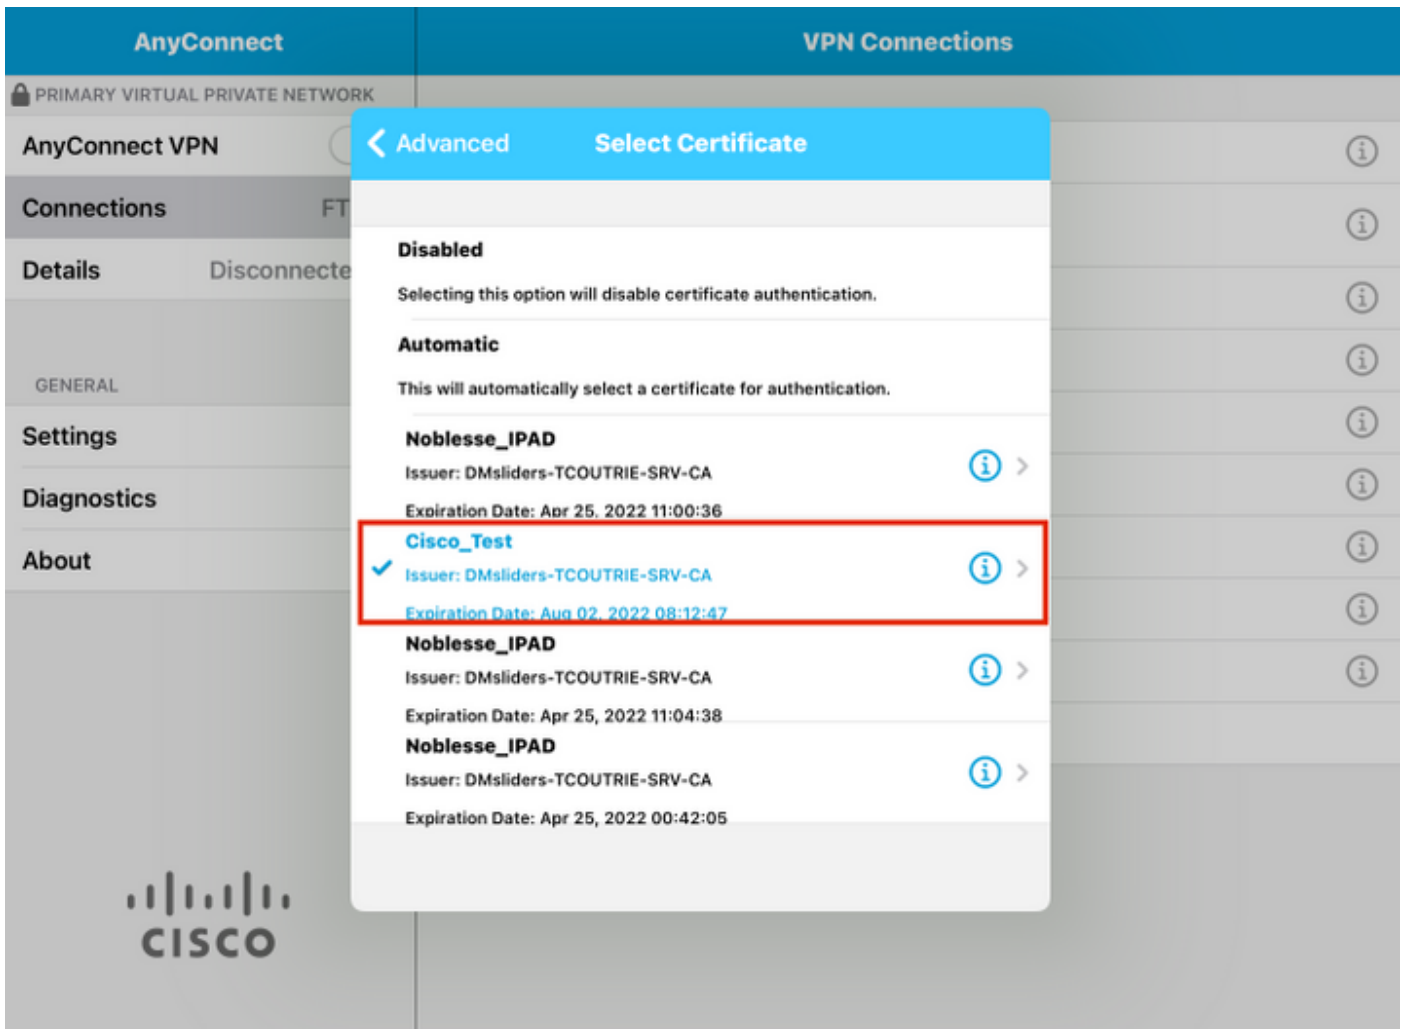 AnyConnect
VPN Connections
PRIMARY VIRTUAL PRIVATE NETWORK
AnyConnect VPN
Connections
FT
Details
Disconnecte
GENERAL
Settings
Diagnostics
About
CISCO
Advanced
Select Certificate
Disabled
Selecting this option will disable certificate authentication.
Automatic
This will automatically select a certificate for authentication.
Noblesse_IPAD
Issuer: DMsliders-TCOUTRIE-SRV-CA
Expiration Date: Apr 25, 2022 11:00:36
Cisco_Test
Issuer: DMsliders-TCOUTRIE-SRV-CA
Expiration Date: Aug 02, 2022 08:12:47
Noblesse_IPAD
Issuer: DMsliders-TCOUTRIE-SRV-CA
Expiration Date: Apr 25, 2022 11:04:38
Noblesse_IPAD
Issuer: DMsliders-TCOUTRIE-SRV-CA
Expiration Date: Apr 25, 2022 00:42:05